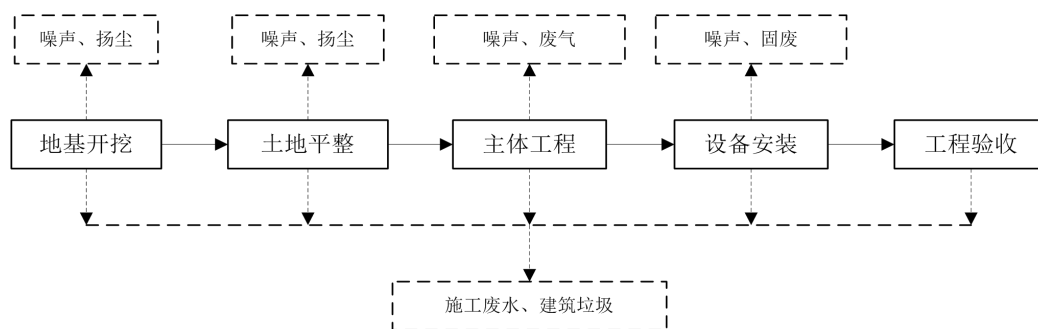 噪声、扬尘
噪声、扬尘
噪声、废气
噪声、固废
地基开挖
土地平整
主体工程
设备安装
工程验收
施工废水、建筑垃圾